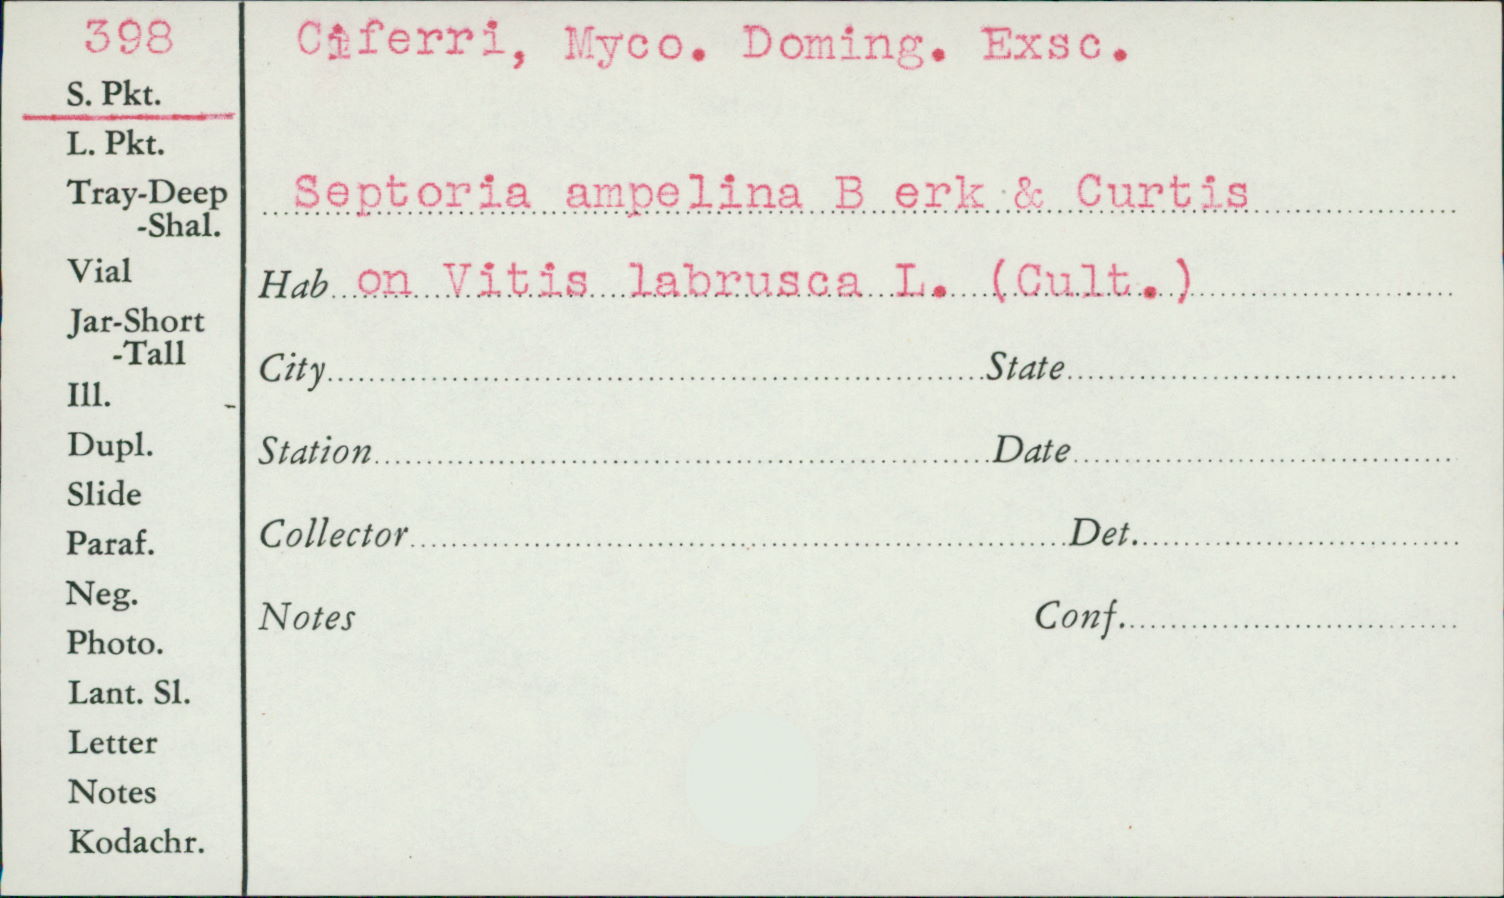 398
S. Pkt.
L. Pkt.
Tray-Deep
-Shal.
Vial
Jar-Short
-Tall
Ill.
Dupl.
Slide
Paraf.
Neg.
Photo.
Lant. Sl.
Letter
Notes
Kodachr.
Ciferri, Myco. Doming. Exsc.
Septoria ampelina B erk & Curtis
Hab on Vitis labrusca L. (Cult.)
City State
Station Date
Collector Det.
Notes Conf.